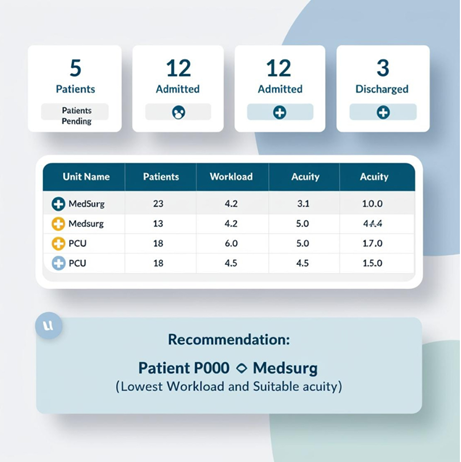 5 12 12 3
Patients Admitted Admitted Discharged
Patients
Pending
Unit Name Patients Workload Acuity Acuity
MedSurg 23 4.2 3.1 1.0.0
Medsurg 13 4.2 5.0
PCU 18 6.0 5.0 1.7.0
PCU 18 4.5 4.5 1.5.0
Recommendation:
Patient P000 ◇ Medsurg
(Lowest Workload and Suitable acuity)